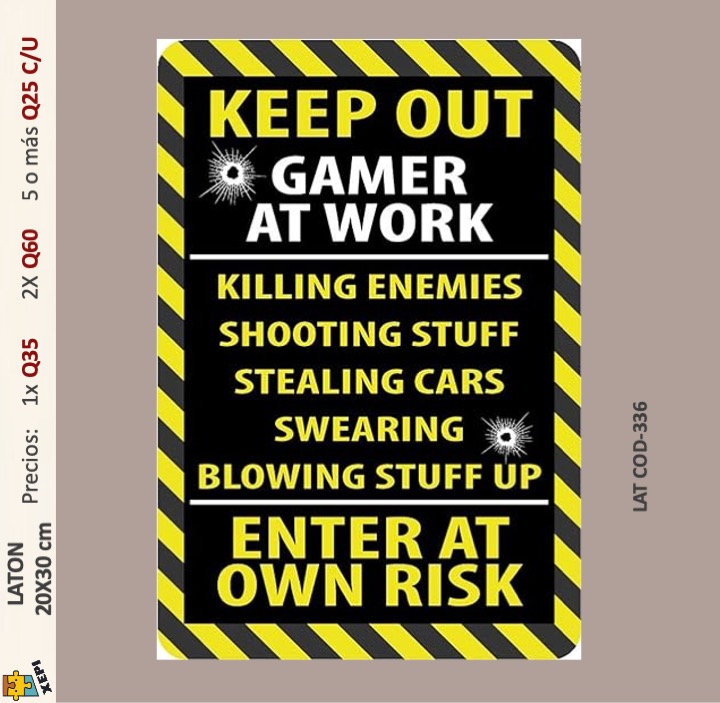 KEEP OUT
GAMER
AT WORK
KILLING ENEMIES
SHOOTING STUFF
STEALING CARS
SWEARING
BLOWING STUFF UP
ENTER AT
OWN RISK
LATON
20X30 cm
Precios: 1x Q35 2X Q60 5 o más Q25 C/U
XEPI
LAT COD-336